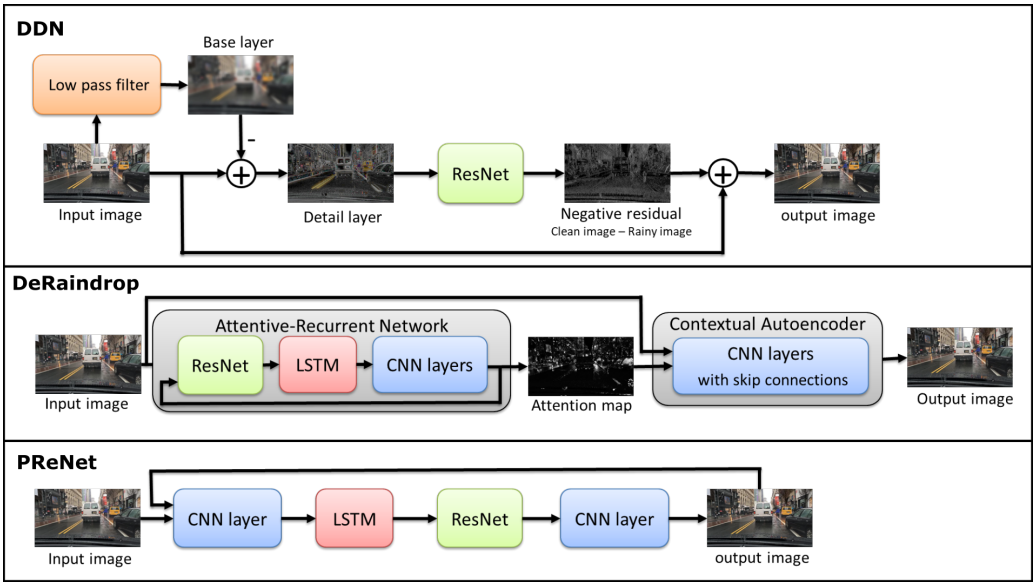 DDN
Base layer
Low pass filter
-
+
ResNet
+
Input image
Detail layer
Negative residual
Clean image – Rainy image
output image
DeRaindrop
Attentive-Recurrent Network
ResNet
LSTM
CNN layers
Contextual Autoencoder
CNN layers
with skip connections
Input image
Attention map
Output image
PReNet
CNN layer
LSTM
ResNet
CNN layer
Input image
output image